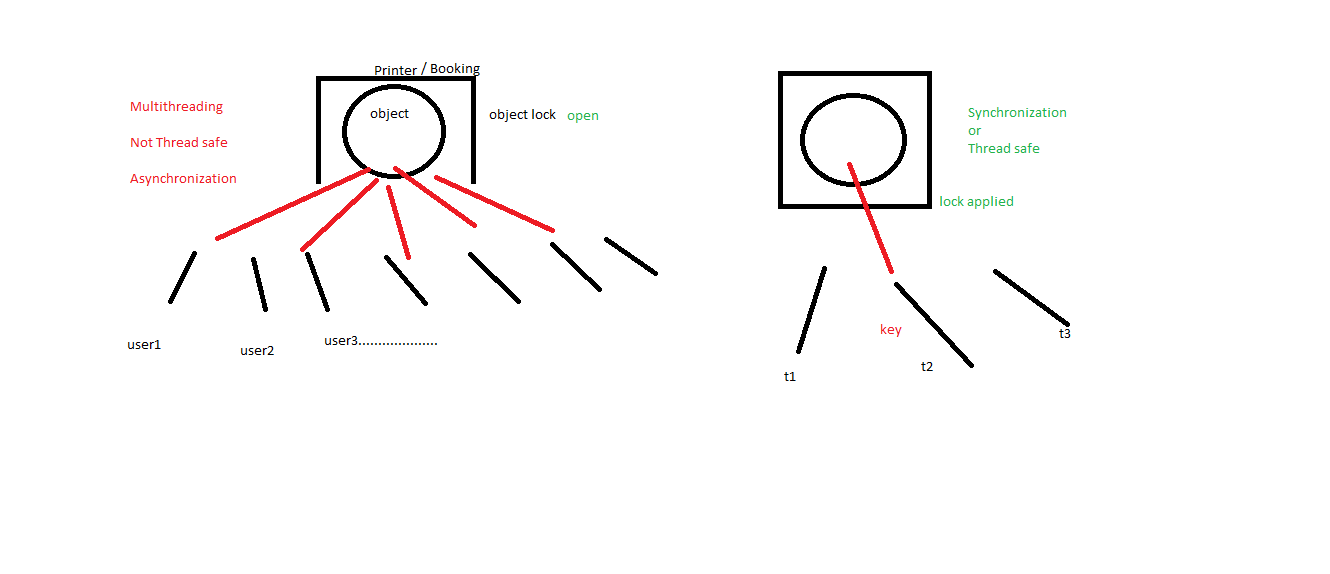 Printer / Booking
Multithreading
object
object lock open
Not Thread safe
Asynchronization
user1
user2
user3....................
Synchronization
or
Thread safe
lock applied
key
t1
t2
t3